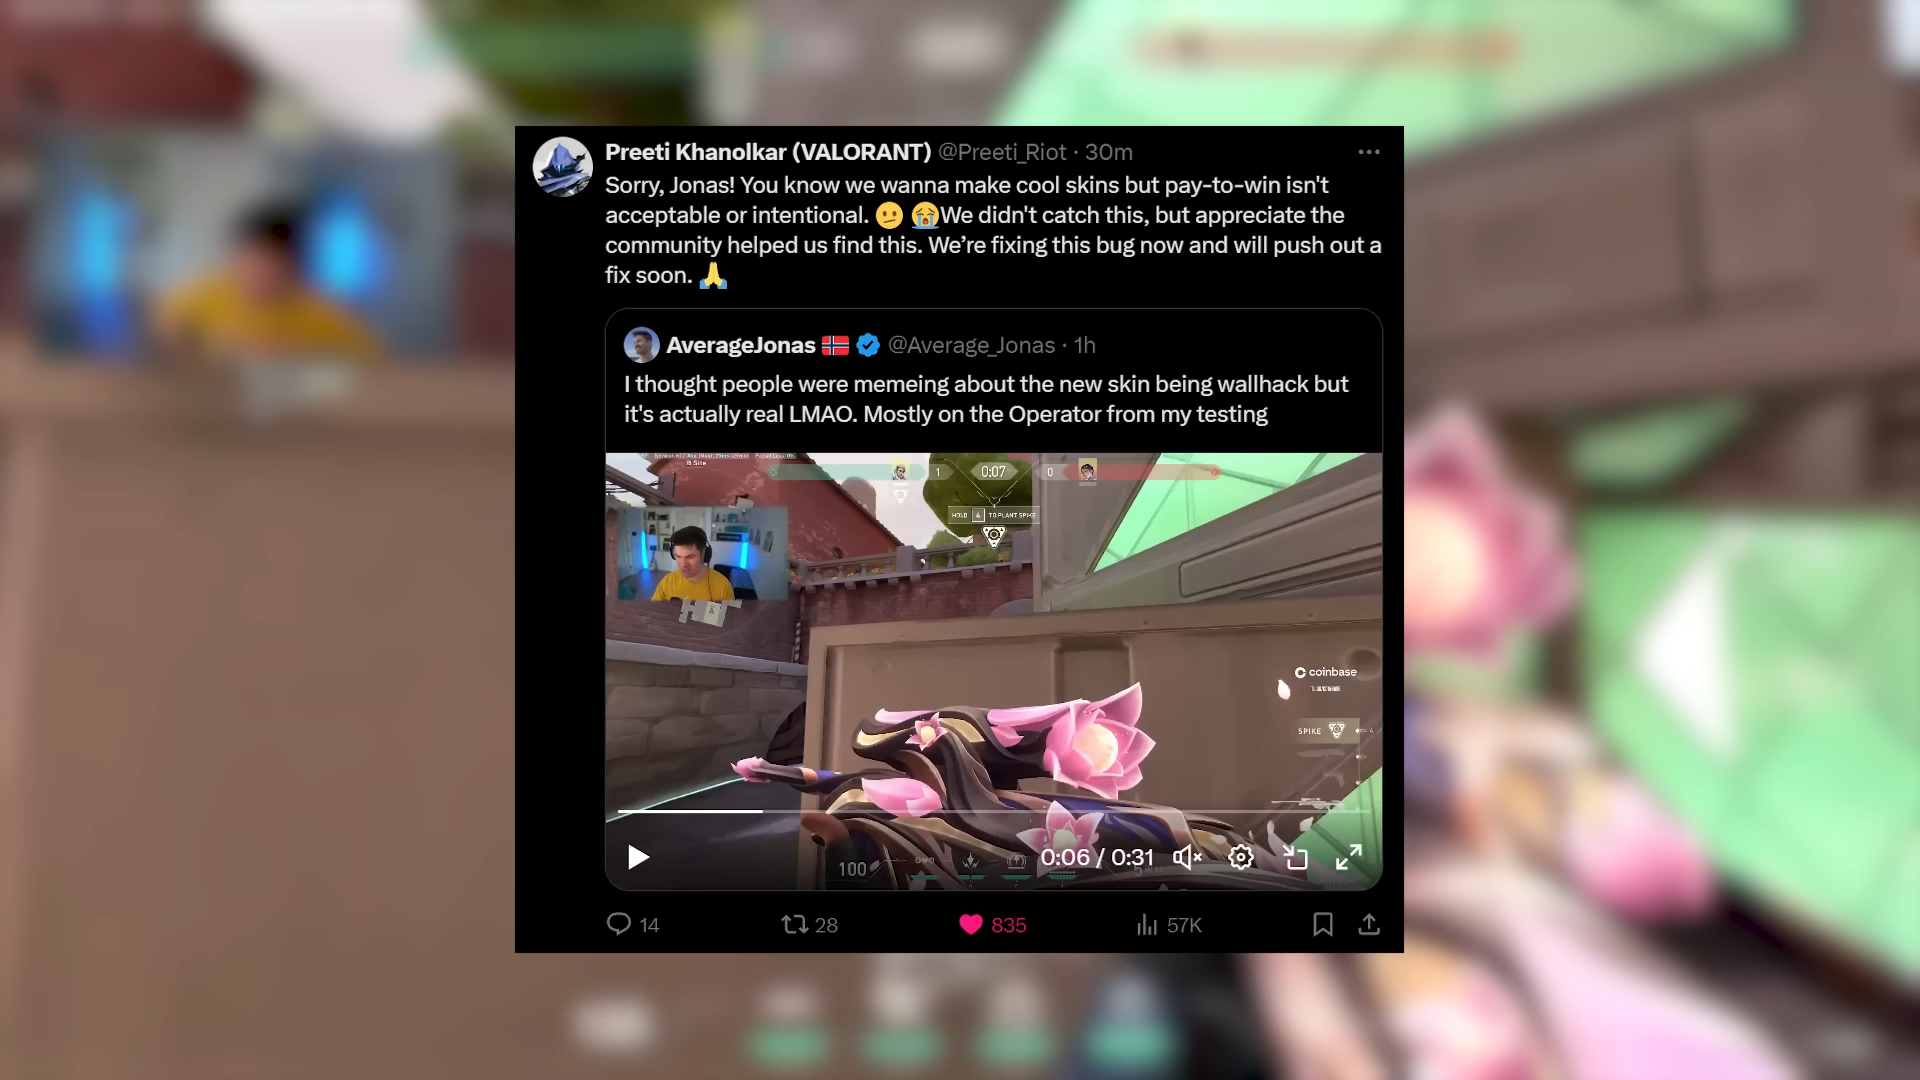 Preeti Khanolkar (VALORANT) @Preeti_Riot · 30m
Sorry, Jonas! You know we wanna make cool skins but pay-to-win isn't
acceptable or intentional. 🫤 😭We didn't catch this, but appreciate the
community helped us find this. We’re fixing this bug now and will push out a
fix soon. 🙏
AverageJonas 🇳🇴 @Average_Jonas · 1h
I thought people were memeing about the new skin being wallhack but
it's actually real LMAO. Mostly on the Operator from my testing
B Site
1 0:07 0
HOLD 4 TO PLANT SPIKE
A
coinbase
SPIKE
100
0:06 / 0:31
14 28 835 57K